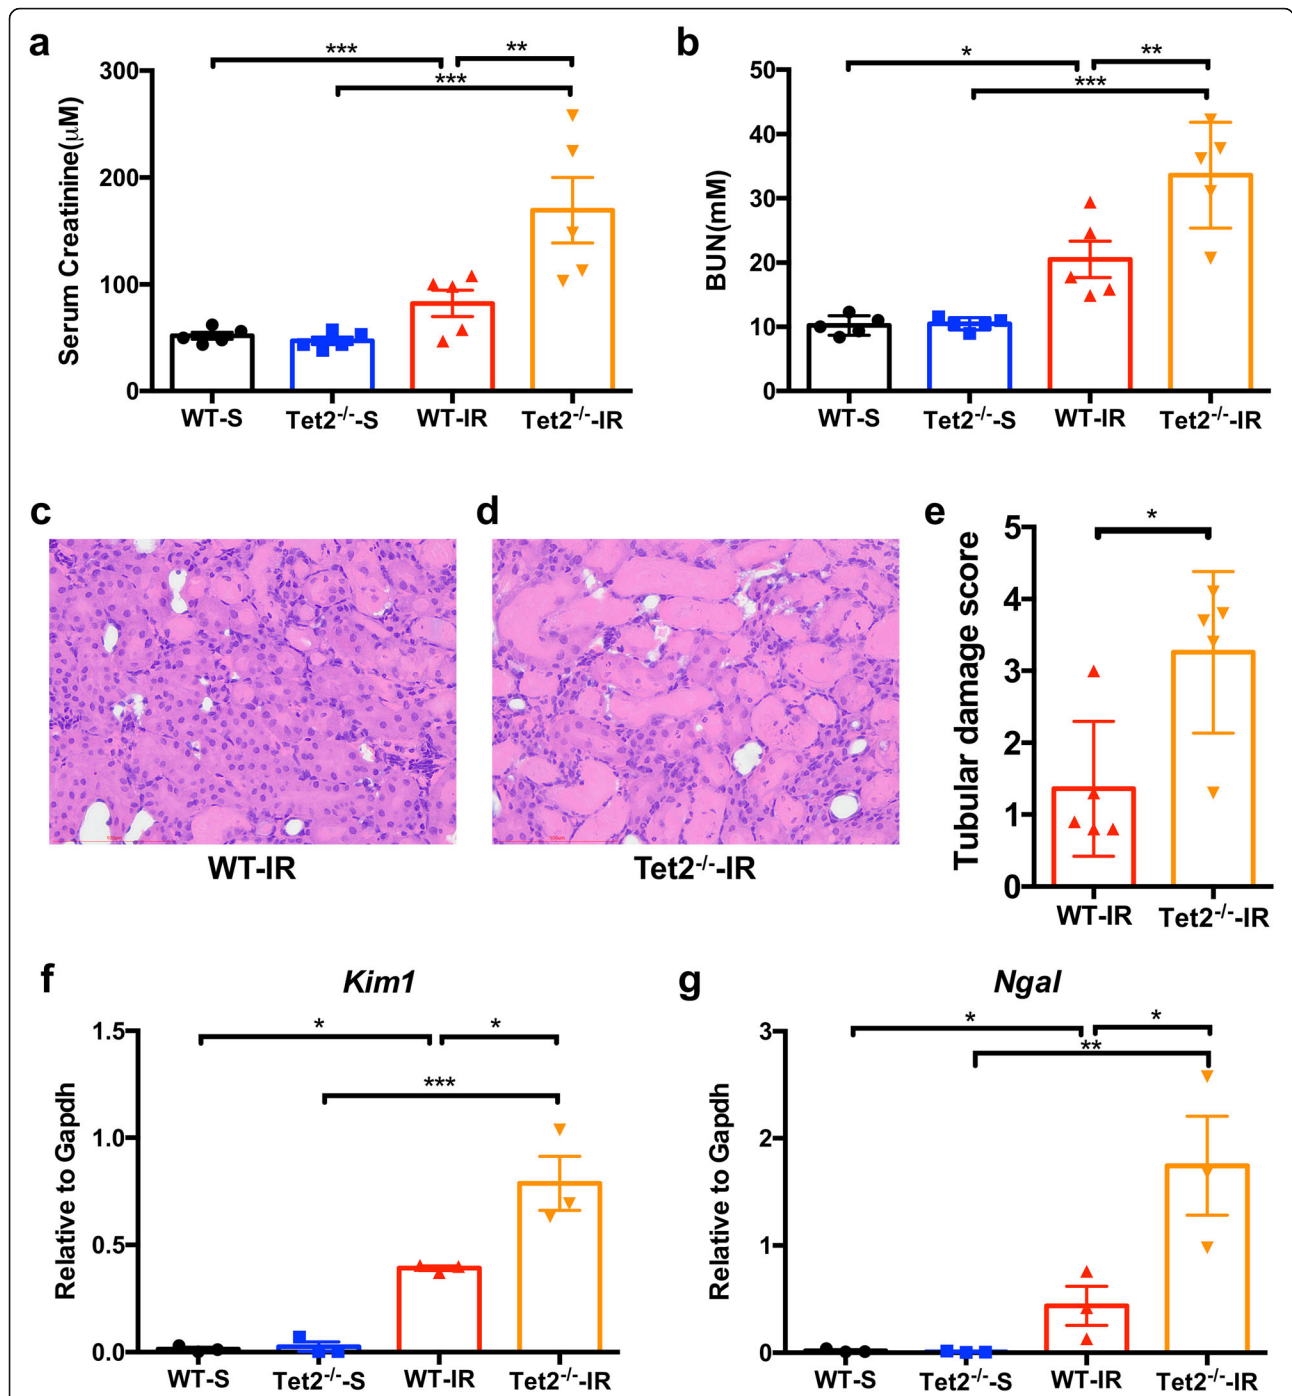 a
*** ** ***
Serum Creatinine(μM)
300
200
100
0
WT-S Tet2-/--S WT-IR Tet2-/--IR
b
* ** ***
BUN(mM)
50
40
30
20
10
0
WT-S Tet2-/--S WT-IR Tet2-/--IR
c
WT-IR
d
Tet2-/--IR
e
*
Tubular damage score
5
4
3
2
1
0
WT-IR Tet2-/--IR
f
Kim1
* * ***
Relative to Gapdh
1.5
1.0
0.5
0.0
WT-S Tet2-/--S WT-IR Tet2-/--IR
g
Ngal
* * **
Relative to Gapdh
3
2
1
0
WT-S Tet2-/--S WT-IR Tet2-/--IR